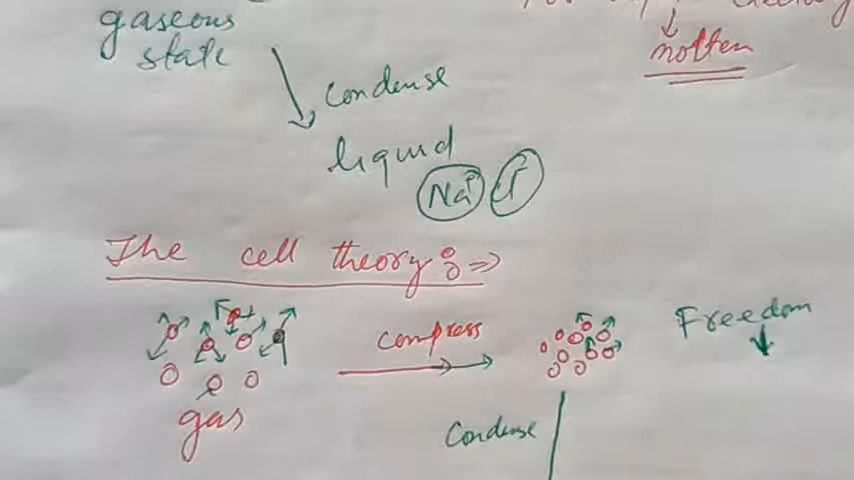 gaseous
state
molten
Condense
liquid
Na⁺ Cl⁻
The cell theory :⇒
compress
Freedom ↓
gas
Condense